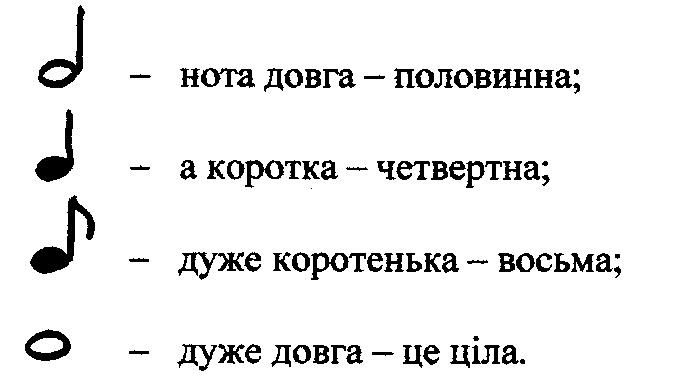 – нота довга – половинна;
– а коротка – четвертна;
– дуже коротенька – восьма;
– дуже довга – це ціла.